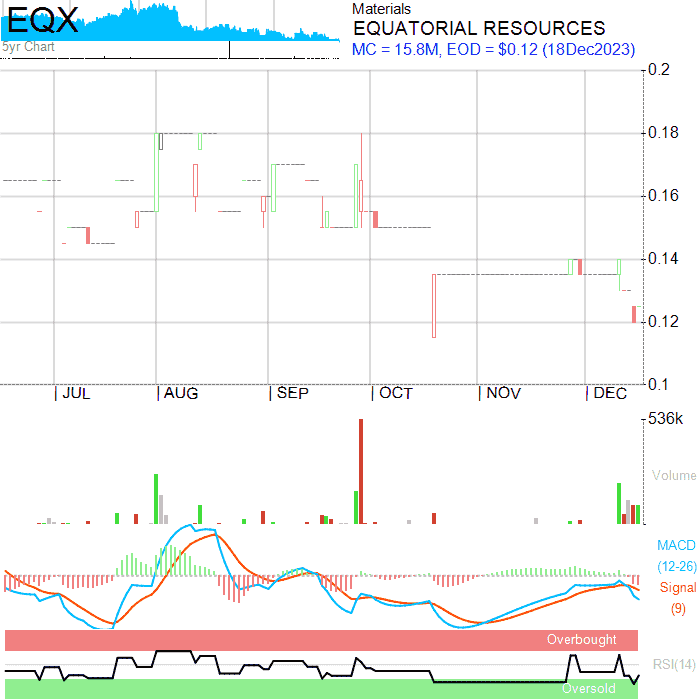 EQX
5yr Chart
Materials
EQUATORIAL RESOURCES
MC = 15.8M, EOD = $0.12 (18Dec2023)
0.2
0.18
0.16
0.14
0.12
0.1
JUL AUG SEP OCT NOV DEC
536k
Volume
MACD
(12-26)
Signal
(9)
Overbought
RSI(14)
Oversold